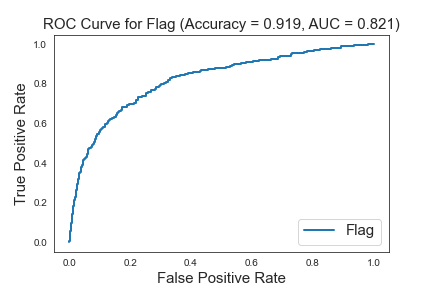 ROC Curve for Flag (Accuracy = 0.919, AUC = 0.821)
1.0
0.8
0.6
0.4
0.2
0.0
True Positive Rate
Flag
0.0 0.2 0.4 0.6 0.8 1.0
False Positive Rate